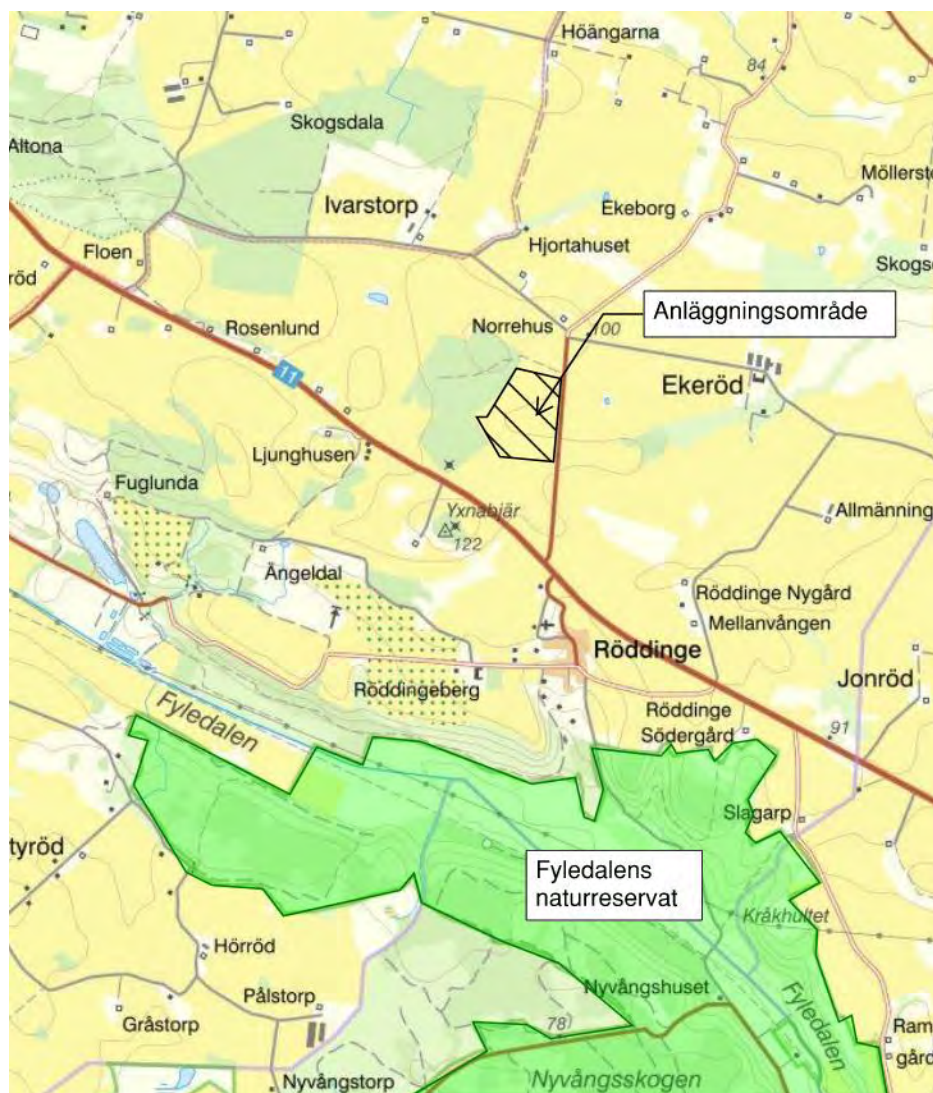 Höängarna
84
Skogsdala
Altona
Ivarstorp
Möllerst
Ekeborg
Hjortahuset
Floen
Skogs
röd
Anläggningsområde
Rosenlund
Norrehus
100
11
Ekeröd
Ljunghusen
Fuglunda
Yxnabjär
122
Allmänning
Ängeldal
Röddinge Nygård
Mellanvången
Röddinge
Jonröd
Röddingeberg
Fyledalen
Röddinge
Södergård
91
Slagarp
tyröd
Fyledalens
naturreservat
Kråkhultet
Hörröd
Nyvångshuset
Fyledalen
Pålstorp
Gråstorp
78
Ram
gård
Nyvångstorp
Nyvångsskogen